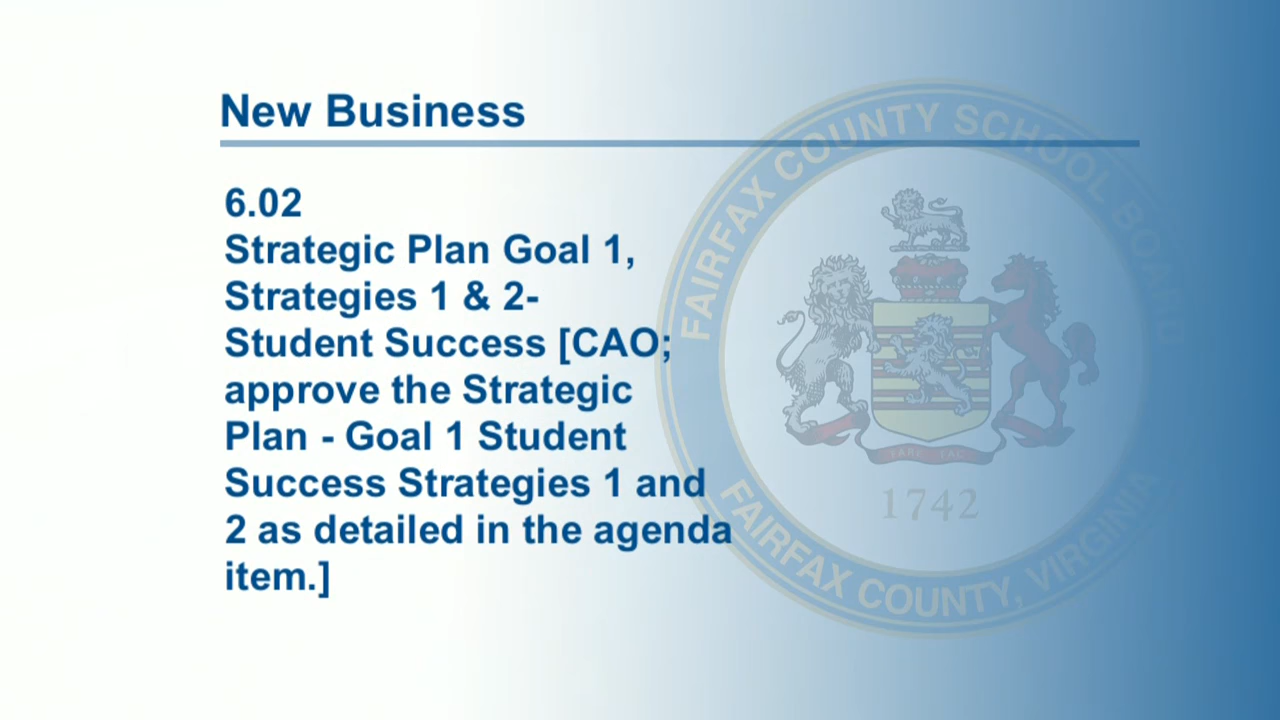 New Business
6.02
Strategic Plan Goal 1,
Strategies 1 & 2-
Student Success [CAO;
approve the Strategic
Plan - Goal 1 Student
Success Strategies 1 and
2 as detailed in the agenda
item.]
FAIRFAX COUNTY SCHOOL BOARD
FARE FAC
1742
FAIRFAX COUNTY, VIRGINIA